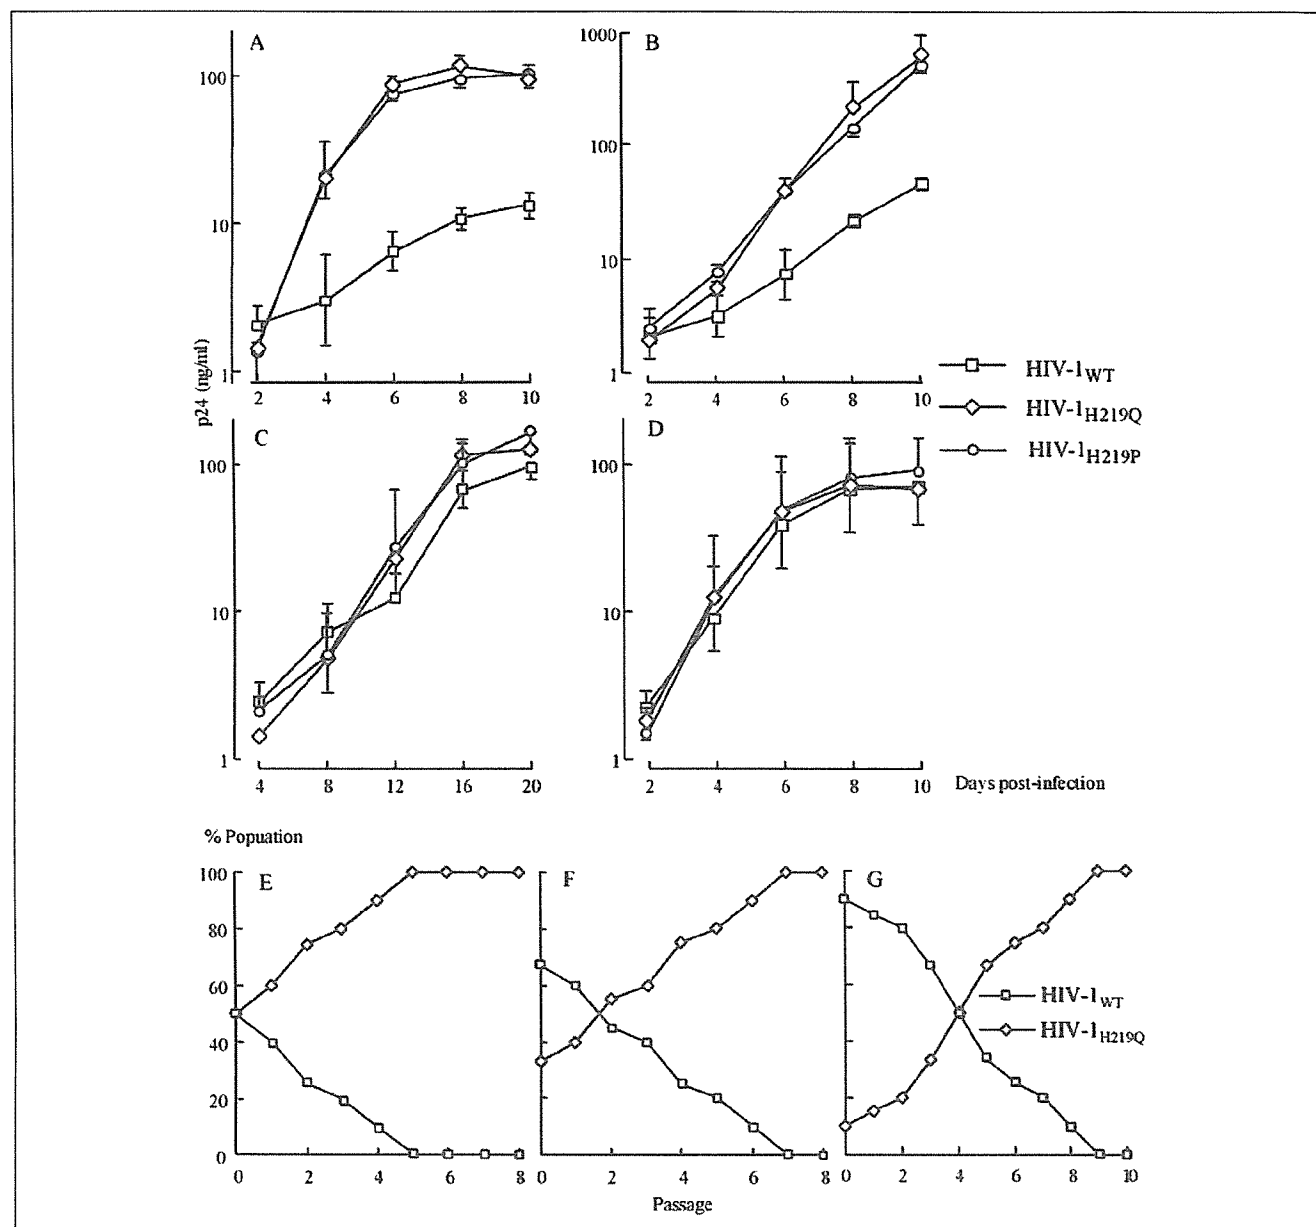 A
B
1000
100
100
10
10
1
1
p24 (ng/ml)
2 4 6 8 10
2 4 6 8 10
HIV-1WT
HIV-1H219Q
HIV-1H219P
C
D
100
100
10
10
1
1
4 8 12 16 20
2 4 6 8 10
Days post-infection
% Popuation
E
F
G
100
80
60
40
20
0
HIV-1WT
HIV-1H219Q
0 2 4 6 8
0 2 4 6 8
0 2 4 6 8 10
Passage